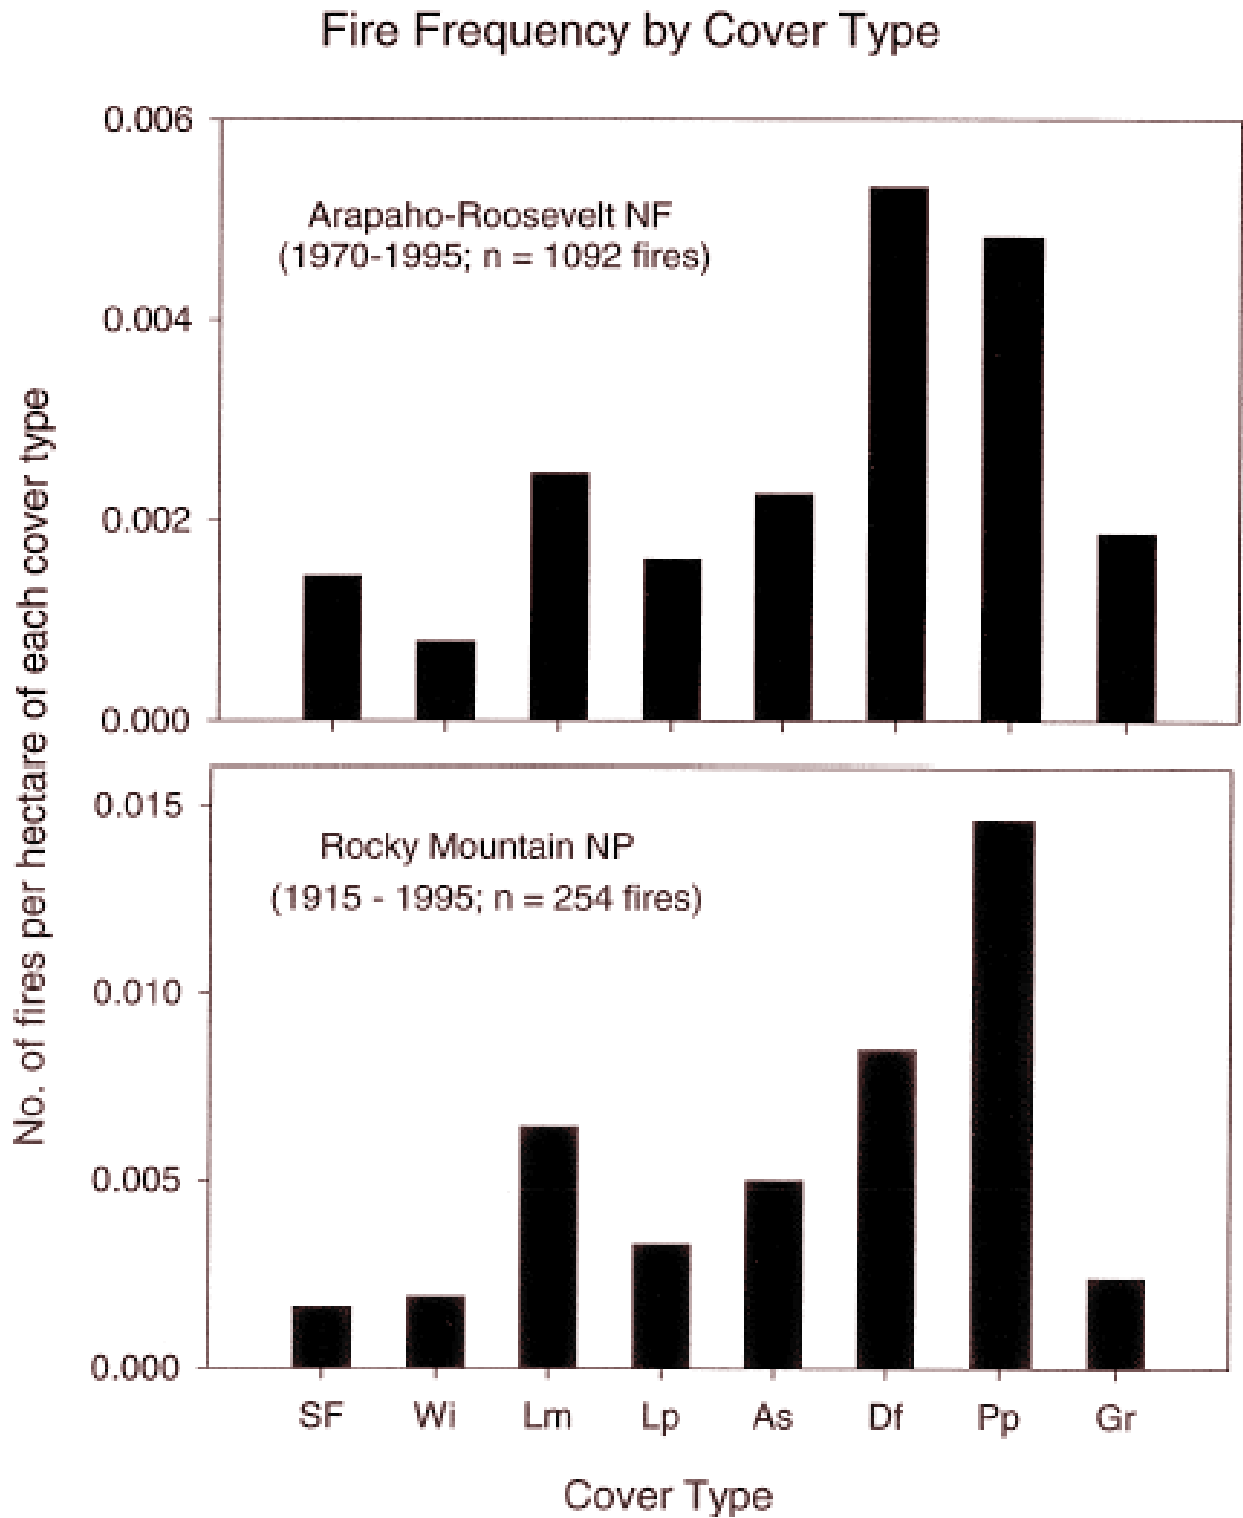 Fire Frequency by Cover Type
No. of fires per hectare of each cover type
0.006
0.004
0.002
0.000
Arapaho-Roosevelt NF
(1970-1995; n = 1092 fires)
0.015
0.010
0.005
0.000
Rocky Mountain NP
(1915 - 1995; n = 254 fires)
SF Wi Lm Lp As Df Pp Gr
Cover Type